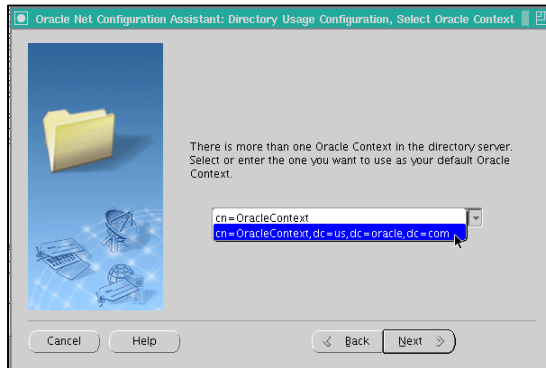 Oracle Net Configuration Assistant: Directory Usage Configuration, Select Oracle Context
There is more than one Oracle Context in the directory server.
Select or enter the one you want to use as your default Oracle
Context.
cn=OracleContext
cn=OracleContext,dc=us,dc=oracle,dc=com
Cancel
Help
Back
Next